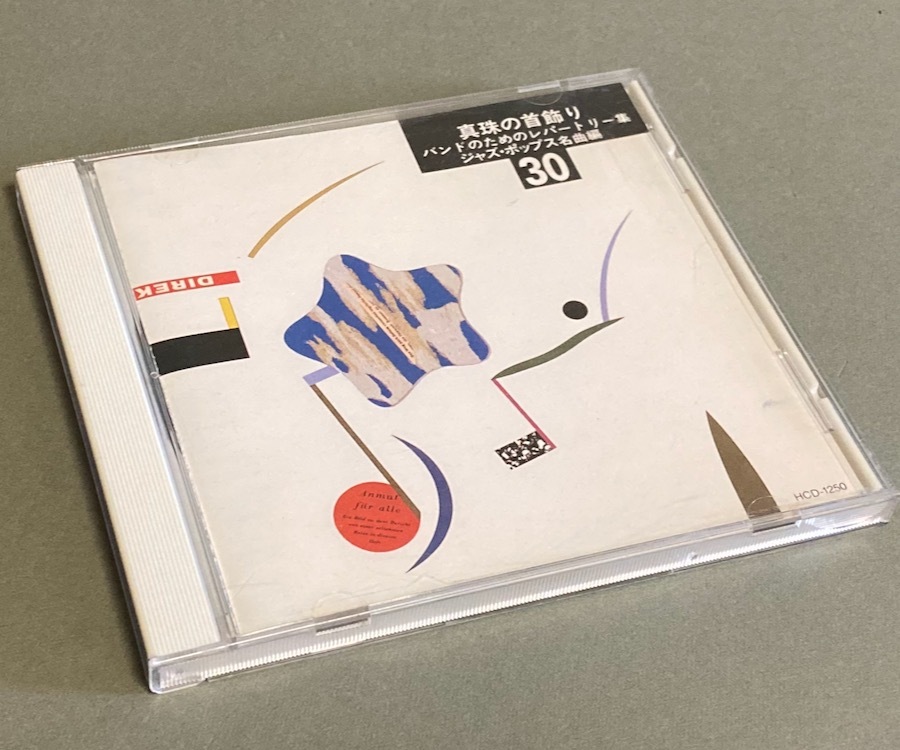 真珠の首飾り
バンドのためのレパートリー集
ジャズ・ポップス名曲編
30
DIREK
Anmut
für alle
HCD-1250